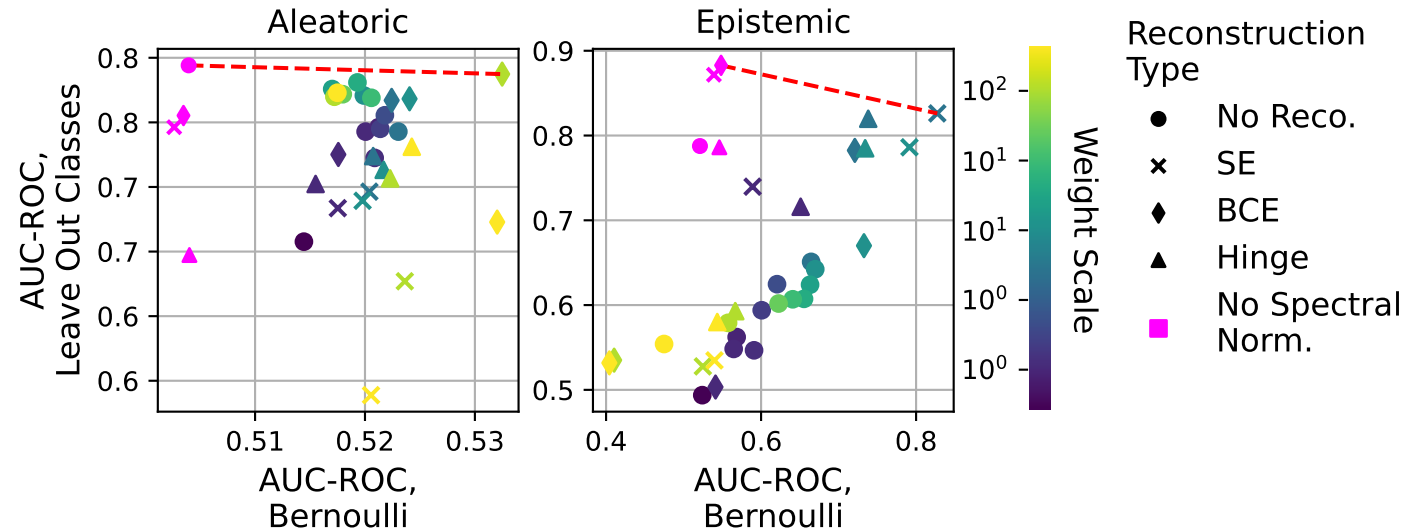 Aleatoric
Epistemic
AUC-ROC,
Leave Out Classes
0.8
0.8
0.7
0.7
0.6
0.6
0.51
0.52
0.53
AUC-ROC,
Bernoulli
0.9
0.8
0.7
0.6
0.5
0.4
0.6
0.8
AUC-ROC,
Bernoulli
10²
10¹
10¹
10⁰
10⁰
Weight Scale
Reconstruction
Type
No Reco.
SE
BCE
Hinge
No Spectral
Norm.